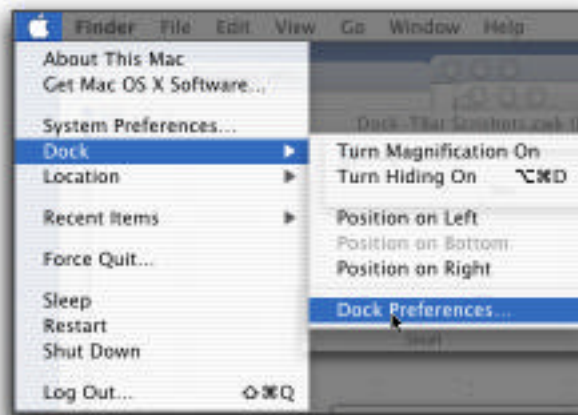 Finder File Edit View Go Window Help
About This Mac
Get Mac OS X Software...
System Preferences...
Dock
Location
Recent Items
Force Quit...
Sleep
Restart
Shut Down
Log Out... ⇧⌘Q
Turn Magnification On
Turn Hiding On ⌥⌘D
Position on Left
Position on Bottom
Position on Right
Dock Preferences...